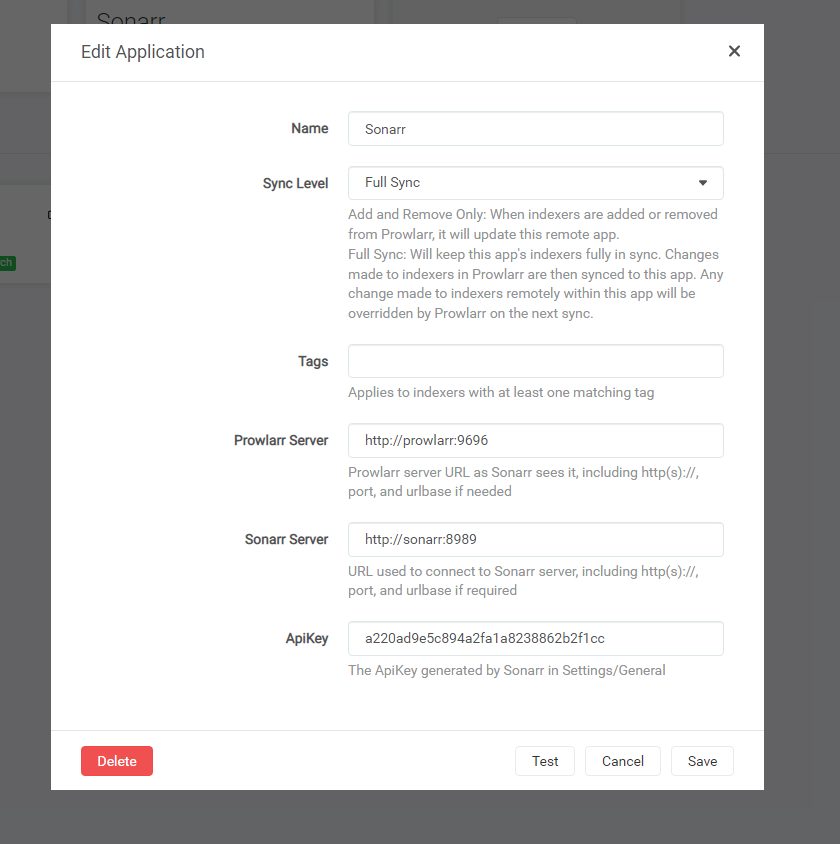 Sonarr
Edit Application
Name
Sonarr
Sync Level
Full Sync
Add and Remove Only: When indexers are added or removed
from Prowlarr, it will update this remote app.
Full Sync: Will keep this app's indexers fully in sync. Changes
made to indexers in Prowlarr are then synced to this app. Any
change made to indexers remotely within this app will be
overridden by Prowlarr on the next sync.
Tags
Applies to indexers with at least one matching tag
Prowlarr Server
http://prowlarr:9696
Prowlarr server URL as Sonarr sees it, including http(s)://,
port, and urlbase if needed
Sonarr Server
http://sonarr:8989
URL used to connect to Sonarr server, including http(s)://,
port, and urlbase if required
ApiKey
a220ad9e5c894a2fa1a8238862b2f1cc
The ApiKey generated by Sonarr in Settings/General
Delete
Test
Cancel
Save